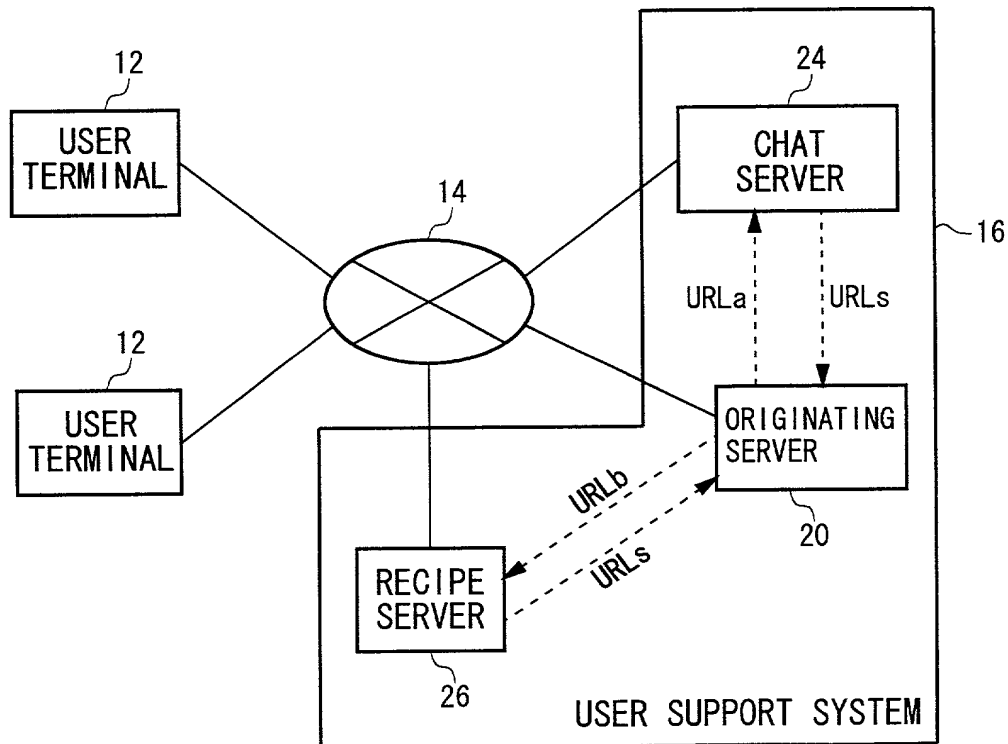 12
USER
TERMINAL
24
CHAT
SERVER
14
16
URLa
URLs
12
USER
TERMINAL
ORIGINATING
SERVER
20
URLb
URLs
RECIPE
SERVER
26
USER SUPPORT SYSTEM